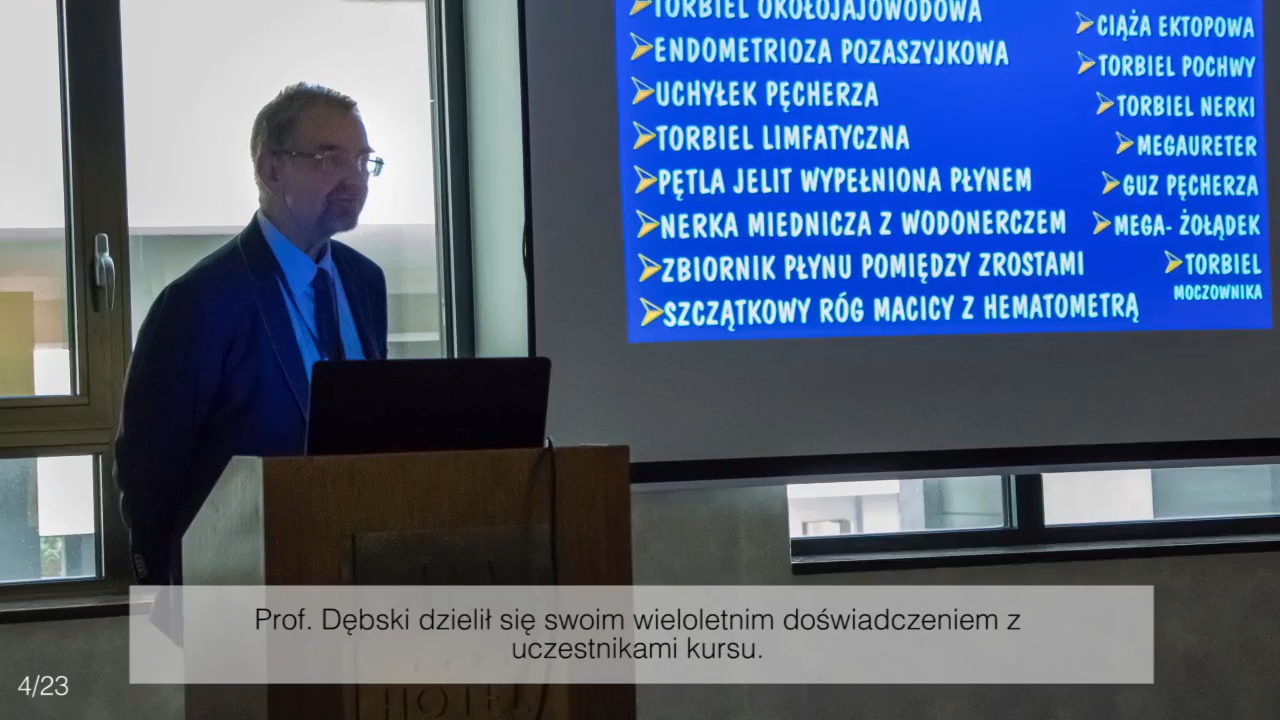 TORBIEL OKOŁOJAJOWODOWA
ENDOMETRIOZA POZASZYJKOWA
UCHYŁEK PĘCHERZA
TORBIEL LIMFATYCZNA
PĘTLA JELIT WYPEŁNIONA PŁYNEM
NERKA MIEDNICZA Z WODONERCZEM
ZBIORNIK PŁYNU POMIĘDZY ZROSTAMI
SZCZĄTKOWY RÓG MACICY Z HEMATOMETRĄ
CIĄŻA EKTOPOWA
TORBIEL POCHWY
TORBIEL NERKI
MEGAURETER
GUZ PĘCHERZA
MEGA- ŻOŁĄDEK
TORBIEL
MOCZOWNIKA
Prof. Dębski dzielił się swoim wieloletnim doświadczeniem z
uczestnikami kursu.
4/23
HOTEL